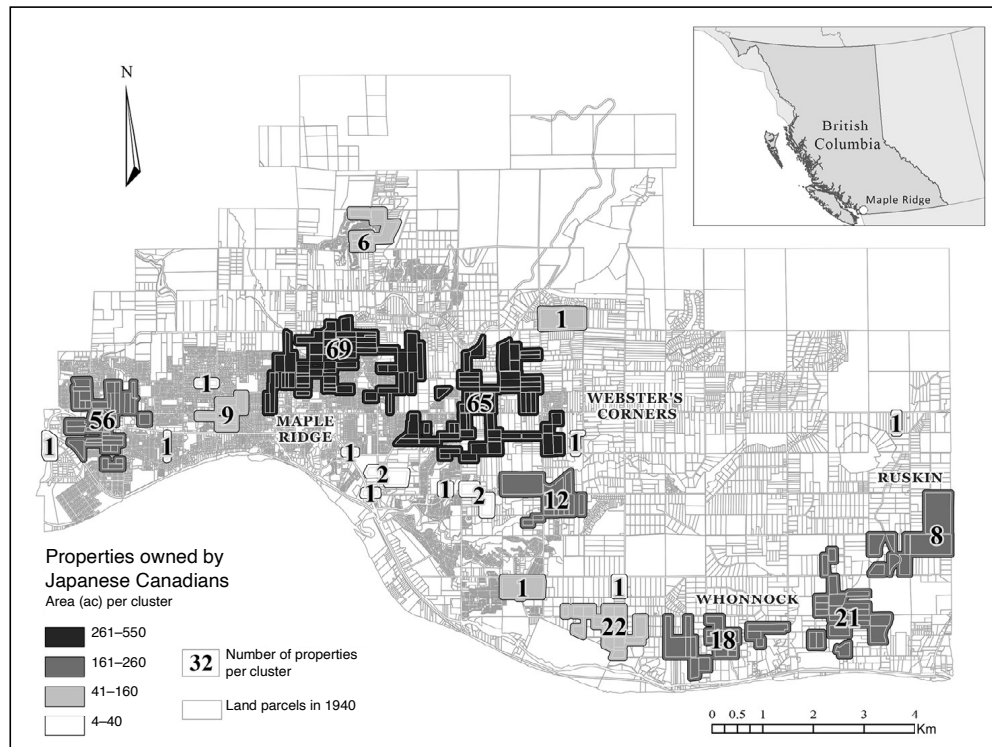 N
British
Columbia
Maple Ridge
6
1
69
1
65
WEBSTER'S
CORNERS
56
9
MAPLE
RIDGE
1
1
1
1
1
2
1
1
2
12
RUSKIN
8
Properties owned by
Japanese Canadians
Area (ac) per cluster
261–550
161–260
41–160
4–40
32
Number of properties
per cluster
Land parcels in 1940
1
1
WHONNOCK
22
18
21
0 0.5 1 2 3 4
Km